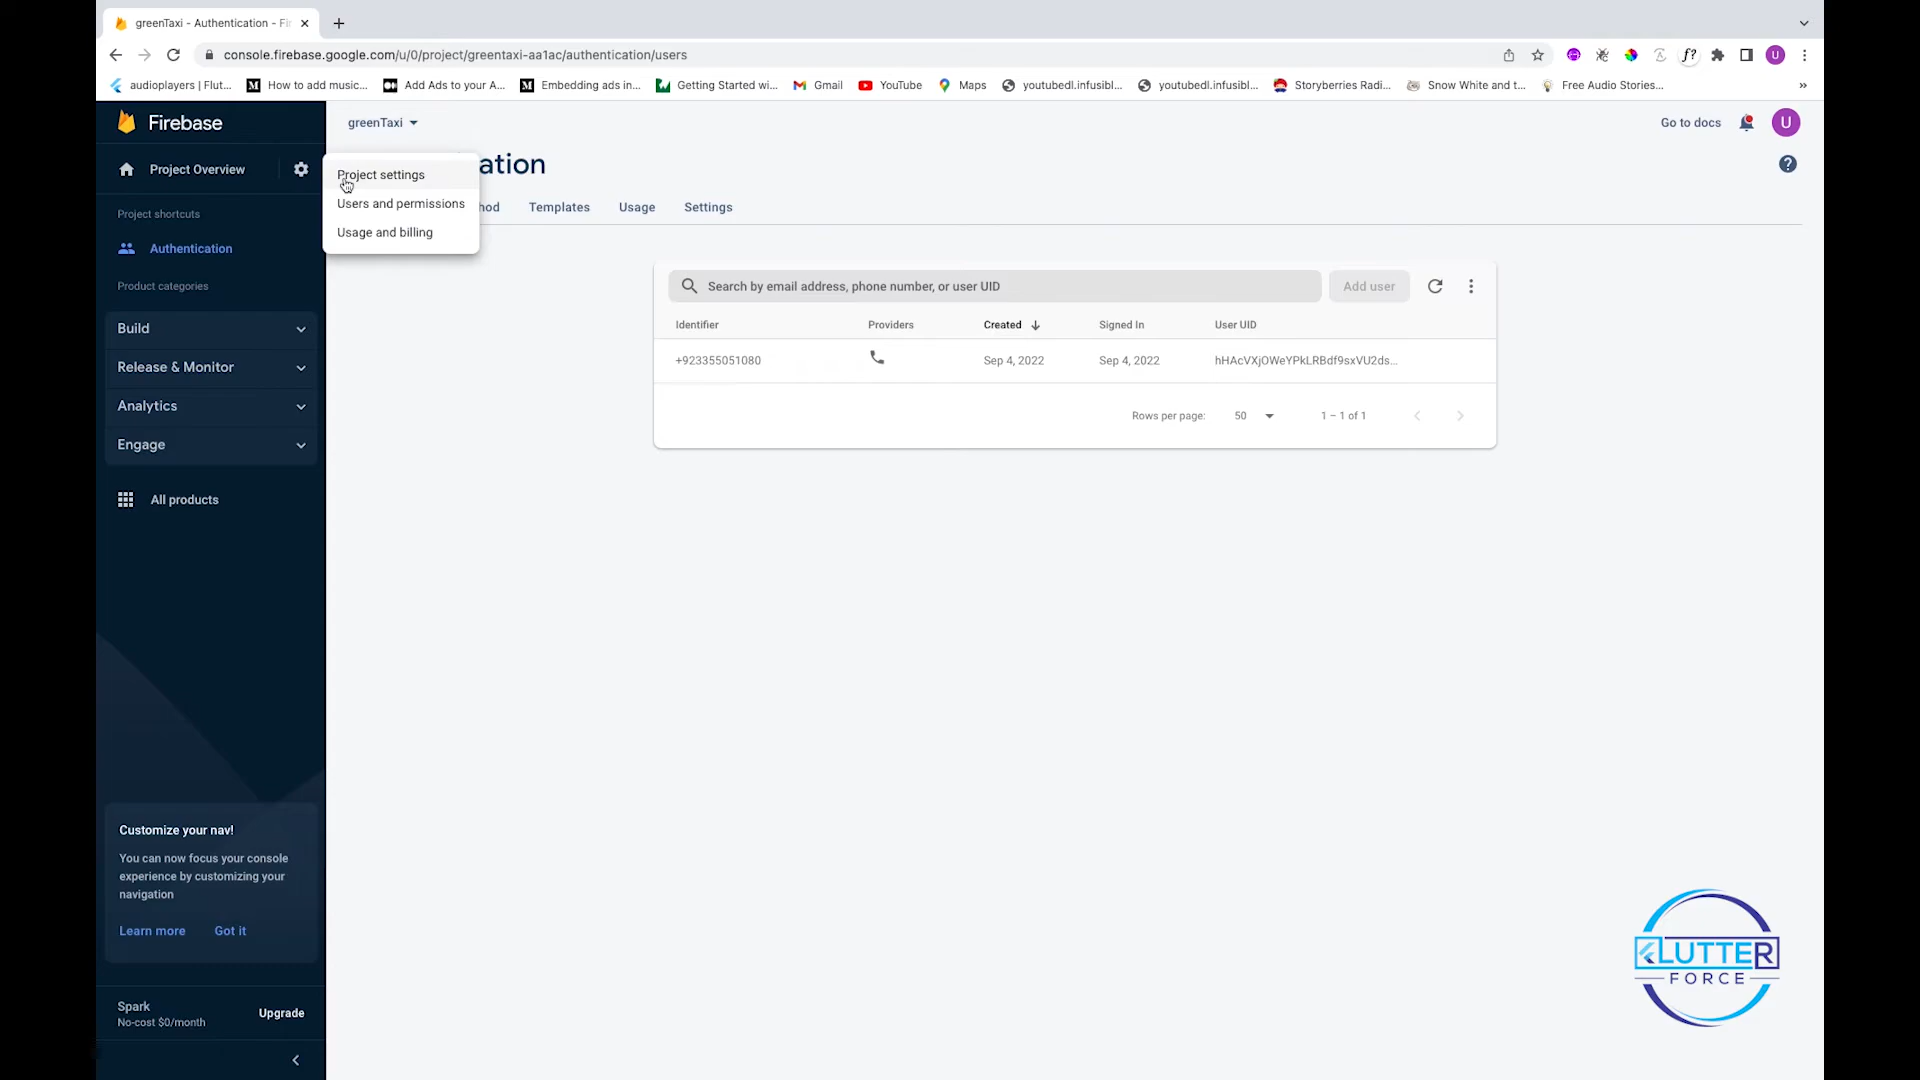 greenTaxi - Authentication - Fi
console.firebase.google.com/u/0/project/greentaxi-aa1ac/authentication/users
audioplayers | Flut... How to add music... Add Ads to your A... Embedding ads in... Getting Started wi... Gmail YouTube Maps youtubedl.infusibl... youtubedl.infusibl... Storyberries Radi... Snow White and t... Free Audio Stories... »
Firebase
greenTaxi
Go to docs
U
Project Overview
Project settings
Users and permissions
Usage and billing
ation
hod Templates Usage Settings
Project shortcuts
Authentication
Product categories
Build
Release & Monitor
Analytics
Engage
All products
Search by email address, phone number, or user UID
Add user
Identifier Providers Created Signed In User UID
+923355051080 Sep 4, 2022 Sep 4, 2022 hHAcVXjOWeYPkLRBdf9sxVU2ds...
Rows per page: 50 1 – 1 of 1
Customize your nav!
You can now focus your console
experience by customizing your
navigation
Learn more Got it
Spark
No-cost $0/month
Upgrade
FLUTTER
FORCE